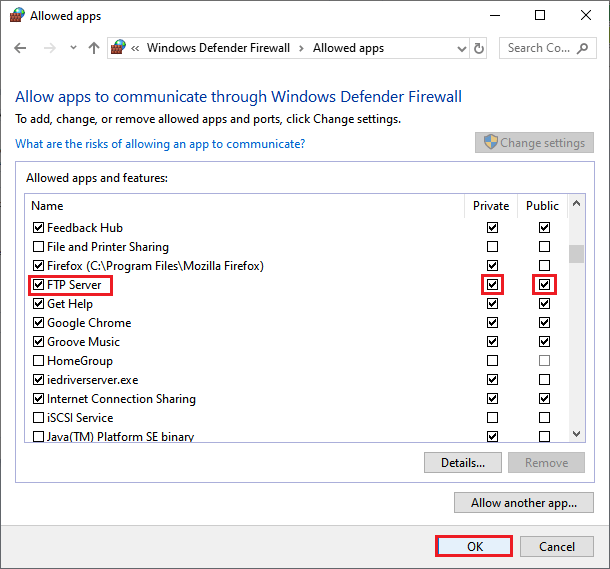 Allowed apps
« Windows Defender Firewall > Allowed apps
Search Co...
Allow apps to communicate through Windows Defender Firewall
To add, change, or remove allowed apps and ports, click Change settings.
What are the risks of allowing an app to communicate?
Change settings
Allowed apps and features:
Name Private Public
Feedback Hub
File and Printer Sharing
Firefox (C:\Program Files\Mozilla Firefox)
FTP Server
Get Help
Google Chrome
Groove Music
HomeGroup
iedriverserver.exe
Internet Connection Sharing
iSCSI Service
Java(TM) Platform SE binary
Details... Remove
Allow another app...
OK Cancel